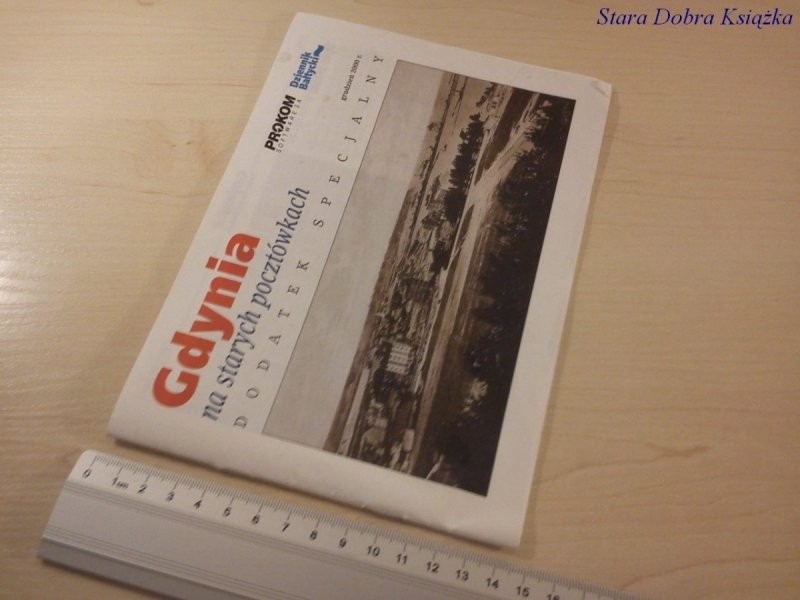 Stara Dobra Książka
Gdynia
na starych pocztówkach
DODATEK SPECJALNY
PROKOM
SOFTWARE SA
Dziennik
Bałtycki
grudzień 2000 r.
0 1cm 2 3 4 5 6 7 8 9 10 11 12 13 14 15 16